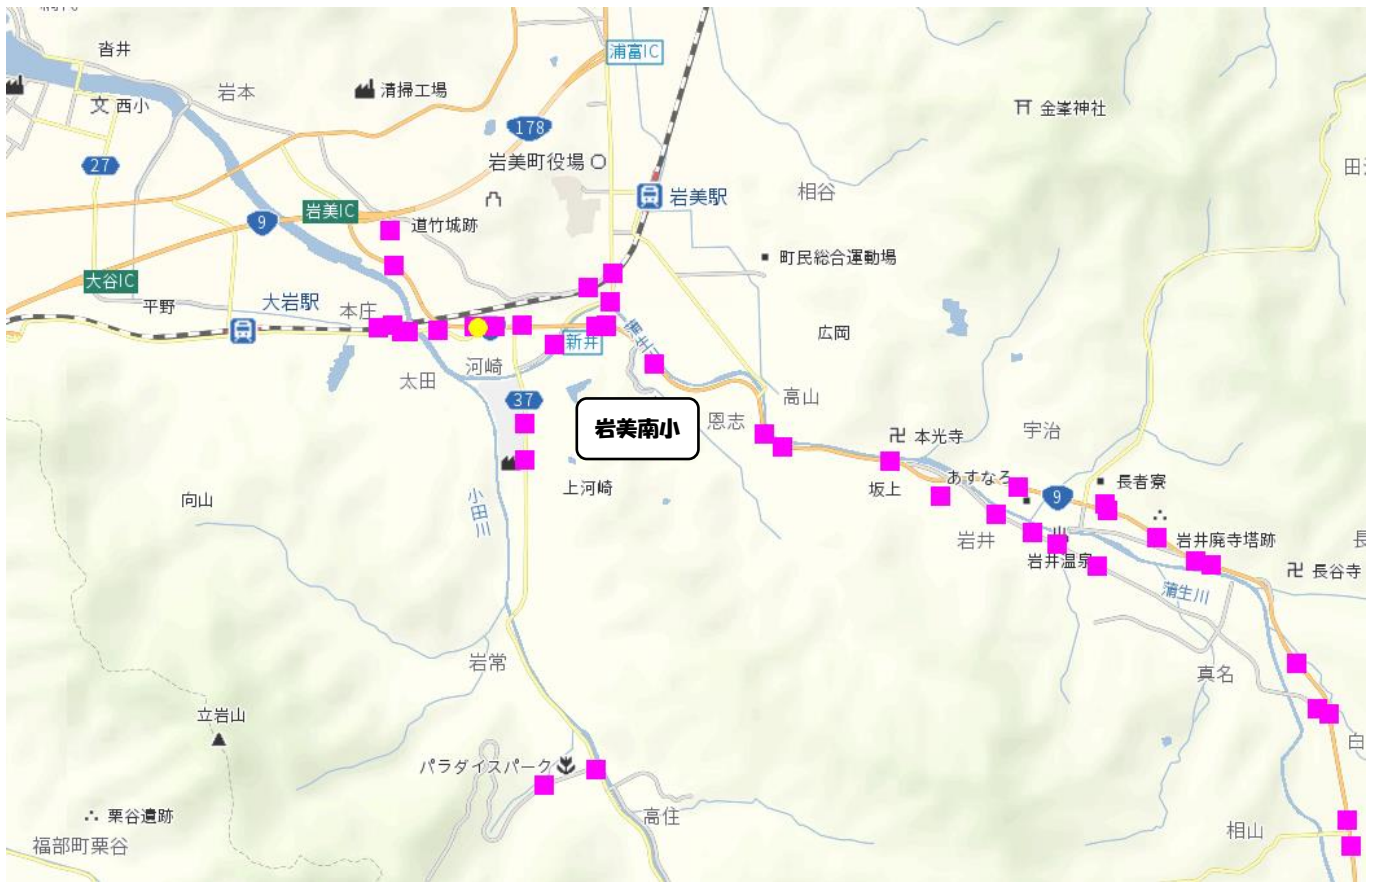 浦富IC
沓井
岩本
清掃工場
西小
金峯神社
178
岩美町役場
27
岩美駅
相谷
岩美IC
9
道竹城跡
町民総合運動場
大谷IC
平野
大岩駅
本庄
広岡
新井
河崎
太田
37
高山
恩志
岩美南小
宇治
本光寺
あすなろ
長者寮
坂上
上河崎
9
向山
小田川
岩井
岩井廃寺塔跡
岩井温泉
長谷寺
蒲生川
岩常
真名
立岩山
白
パラダイスパーク
栗谷遺跡
高住
相山
福部町栗谷